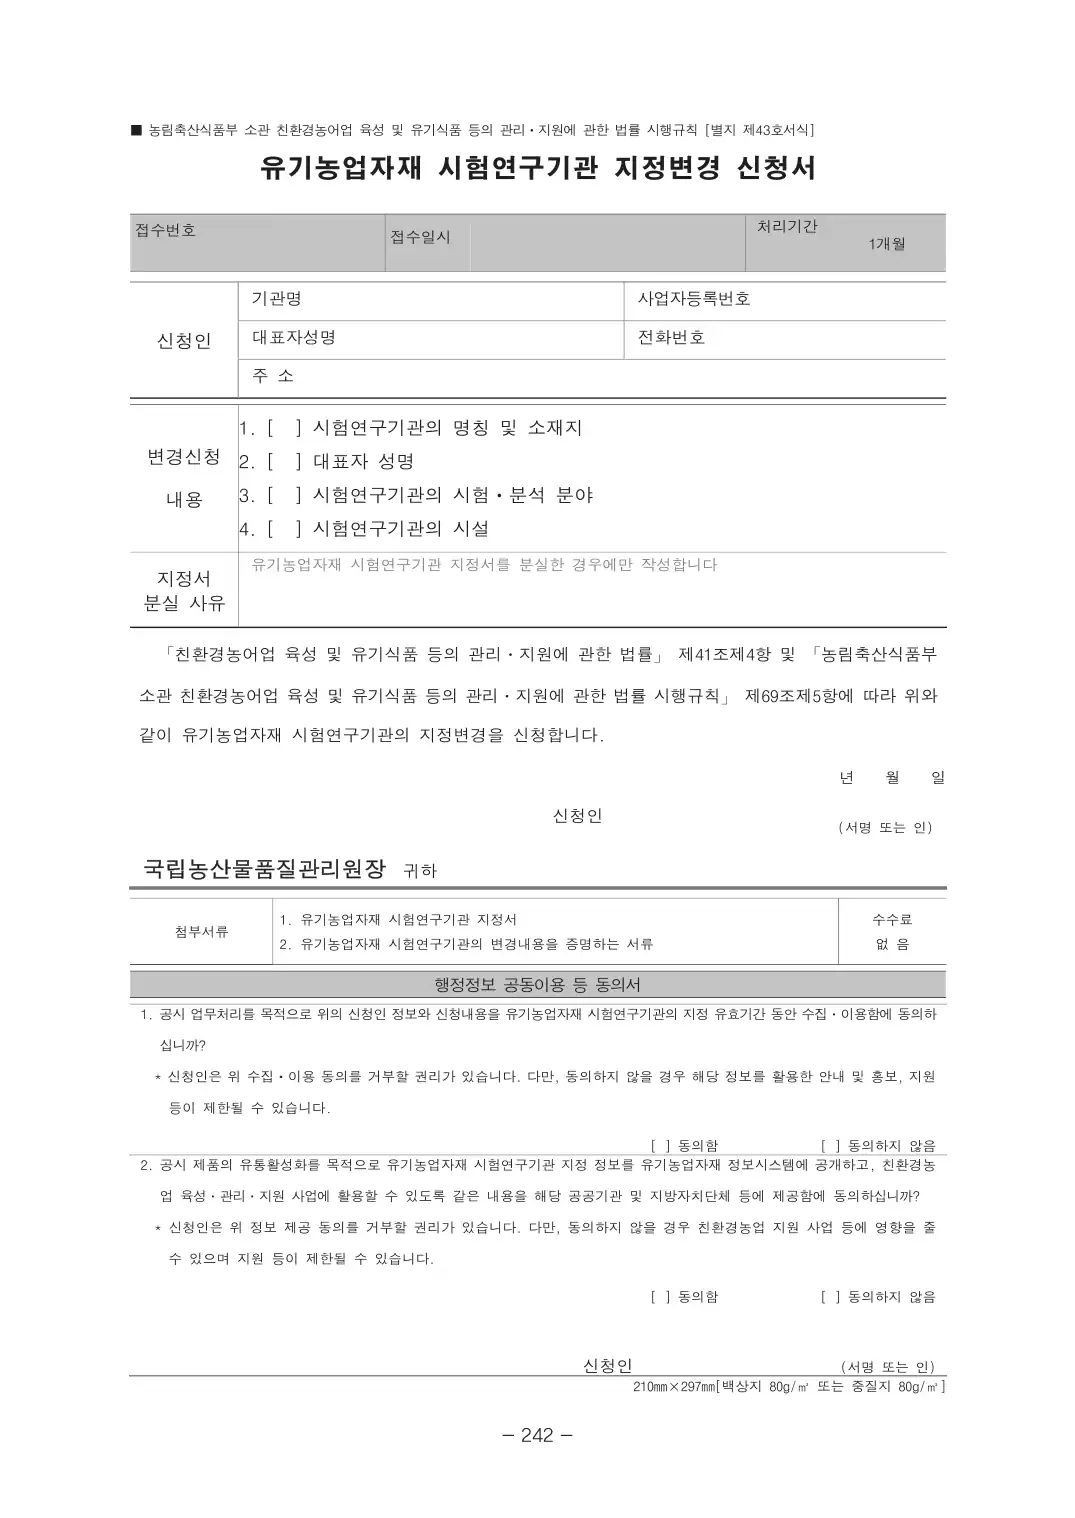 ■ 농림축산식품부 소관 친환경농어업 육성 및 유기식품 등의 관리·지원에 관한 법률 시행규칙 [별지 제43호서식]
유기농업자재 시험연구기관 지정변경 신청서
접수번호
접수일시
처리기간
1개월
신청인
기관명
사업자등록번호
대표자성명
전화번호
주 소
변경신청
내용
1. [ ] 시험연구기관의 명칭 및 소재지
2. [ ] 대표자 성명
3. [ ] 시험연구기관의 시험·분석 분야
4. [ ] 시험연구기관의 시설
지정서
분실 사유
유기농업자재 시험연구기관 지정서를 분실한 경우에만 작성합니다
「친환경농어업 육성 및 유기식품 등의 관리·지원에 관한 법률」 제41조제4항 및 「농림축산식품부
소관 친환경농어업 육성 및 유기식품 등의 관리·지원에 관한 법률 시행규칙」 제69조제5항에 따라 위와
같이 유기농업자재 시험연구기관의 지정변경을 신청합니다.
년 월 일
신청인
(서명 또는 인)
국립농산물품질관리원장 귀하
첨부서류
1. 유기농업자재 시험연구기관 지정서
2. 유기농업자재 시험연구기관의 변경내용을 증명하는 서류
수수료
없 음
행정정보 공동이용 등 동의서
1. 공시 업무처리를 목적으로 위의 신청인 정보와 신청내용을 유기농업자재 시험연구기관의 지정 유효기간 동안 수집·이용함에 동의하
십니까?
* 신청인은 위 수집·이용 동의를 거부할 권리가 있습니다. 다만, 동의하지 않을 경우 해당 정보를 활용한 안내 및 홍보, 지원
등이 제한될 수 있습니다.
[ ] 동의함 [ ] 동의하지 않음
2. 공시 제품의 유통활성화를 목적으로 유기농업자재 시험연구기관 지정 정보를 유기농업자재 정보시스템에 공개하고, 친환경농
업 육성·관리·지원 사업에 활용할 수 있도록 같은 내용을 해당 공공기관 및 지방자치단체 등에 제공함에 동의하십니까?
* 신청인은 위 정보 제공 동의를 거부할 권리가 있습니다. 다만, 동의하지 않을 경우 친환경농업 지원 사업 등에 영향을 줄
수 있으며 지원 등이 제한될 수 있습니다.
[ ] 동의함 [ ] 동의하지 않음
신청인 (서명 또는 인)
210㎜×297㎜[백상지 80g/㎡ 또는 중질지 80g/㎡]
- 242 -